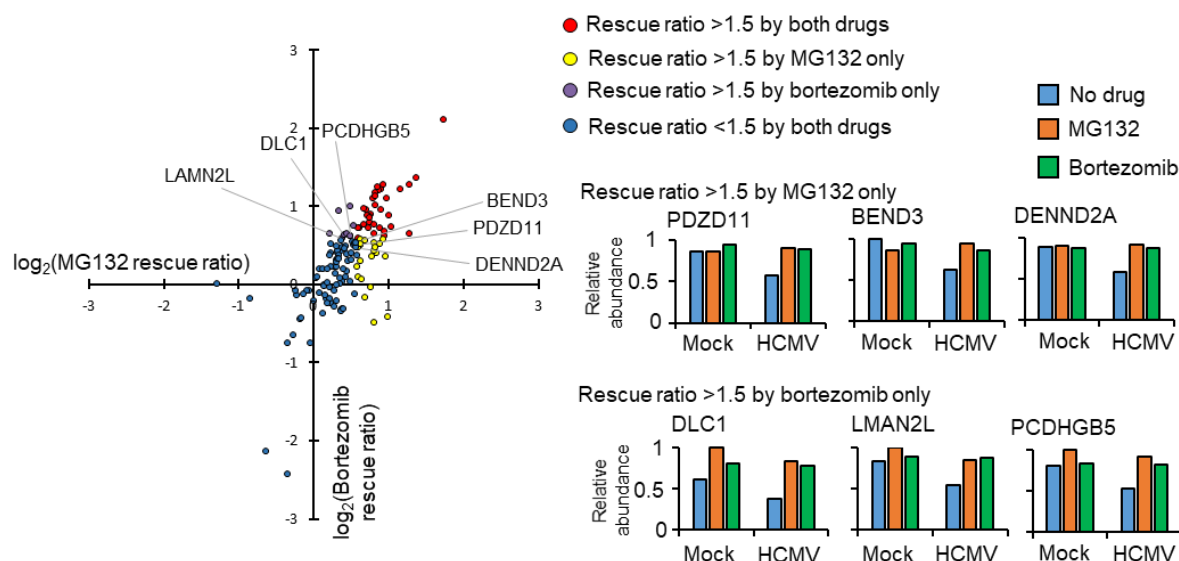 Rescue ratio >1.5 by both drugs
Rescue ratio >1.5 by MG132 only
Rescue ratio >1.5 by bortezomib only
Rescue ratio <1.5 by both drugs
No drug
MG132
Bortezomib
3
2
1
0
-1
-2
-3
-3
-2
-1
0
1
2
3
PCDHGB5
DLC1
LAMN2L
BEND3
PDZD11
DENND2A
log2(MG132 rescue ratio)
log2(Bortezomib
rescue ratio)
Rescue ratio >1.5 by MG132 only
PDZD11
BEND3
DENND2A
Relative
abundance
1
0.5
0
Mock
HCMV
Mock
HCMV
Mock
HCMV
Rescue ratio >1.5 by bortezomib only
DLC1
LMAN2L
PCDHGB5
Relative
abundance
1
0.5
0
Mock
HCMV
Mock
HCMV
Mock
HCMV